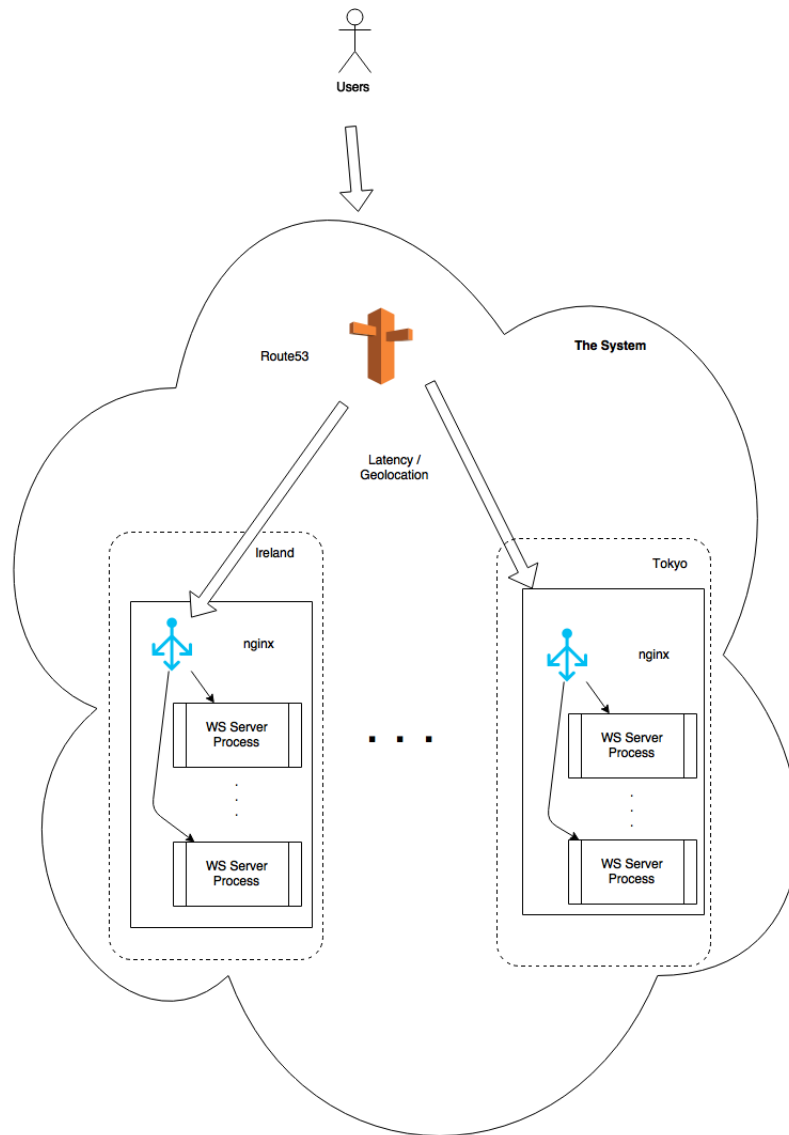 Users
The System
Route53
Latency /
Geolocation
Ireland
nginx
WS Server
Process
WS Server
Process
. . .
Tokyo
nginx
WS Server
Process
WS Server
Process